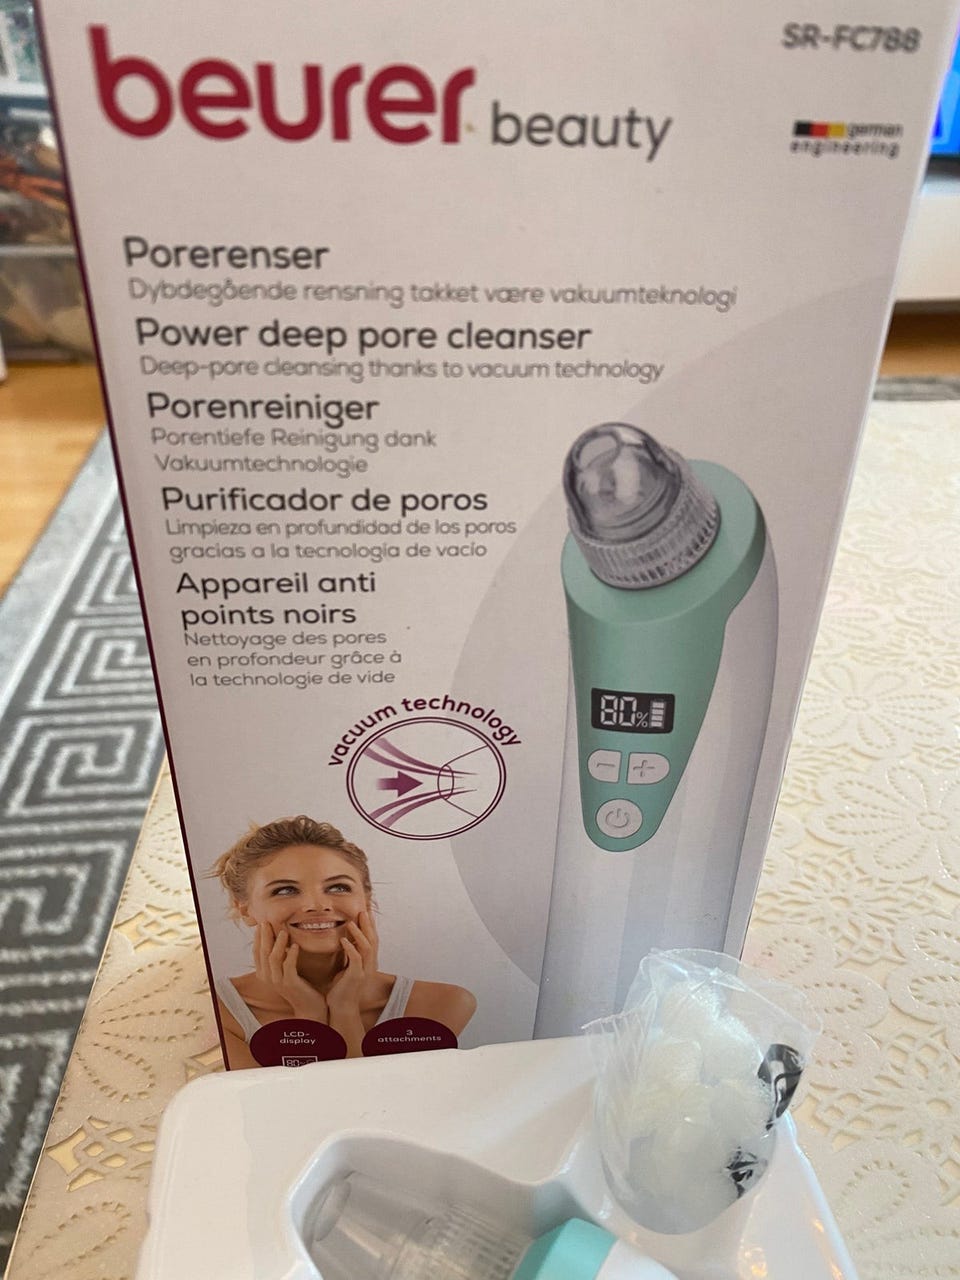 beurer beauty
SR-FC788
german
engineering
Porerenser
Dybdegående rensning takket være vakuumteknologi
Power deep pore cleanser
Deep-pore cleansing thanks to vacuum technology
Porenreiniger
Porentiefe Reinigung dank
Vakuumtechnologie
Purificador de poros
Limpieza en profundidad de los poros
gracias a la tecnología de vacío
Appareil anti
points noirs
Nettoyage des pores
en profondeur grâce à
la technologie de vide
vacuum technology
80%
- +
LCD-
display
3
attachments
80%